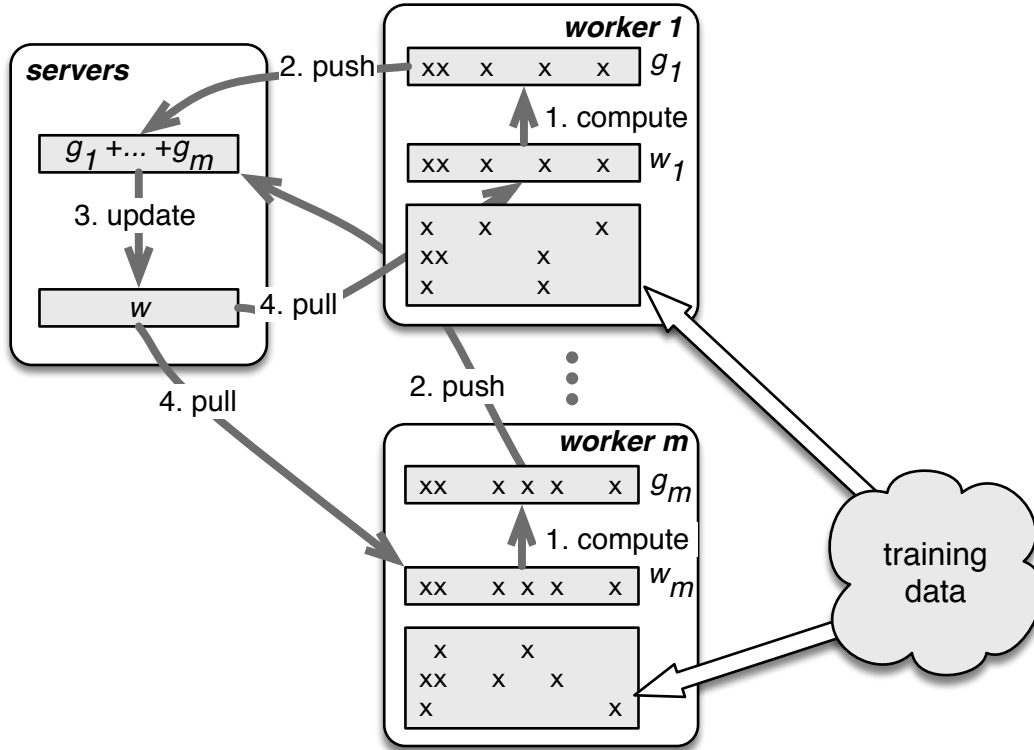 servers
g1 +... +gm
3. update
w
2. push
4. pull
4. pull
2. push
worker 1
xx x x x g1
1. compute
xx x x x w1
x x x
xx x
x x
worker m
xx x x x x gm
1. compute
xx x x x x wm
x x
xx x x
x x
training
data